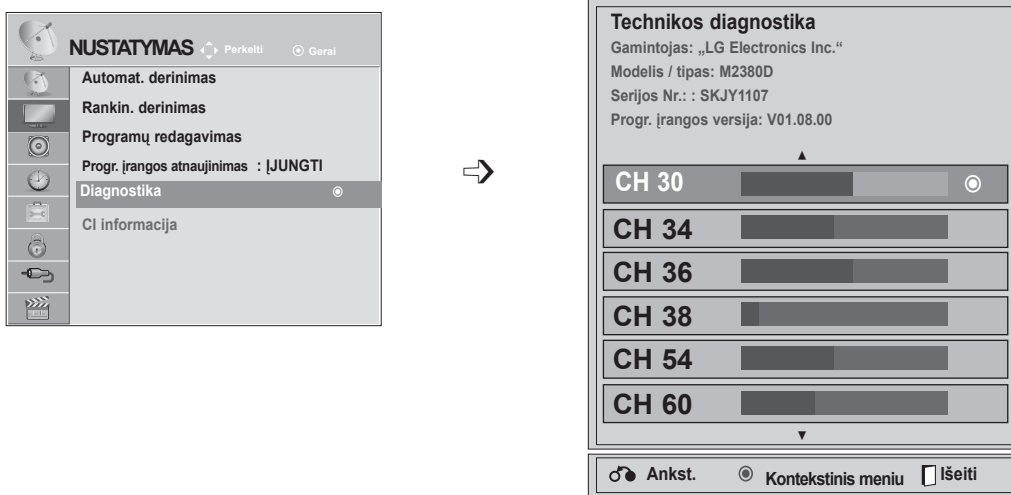 NUSTATYMAS Perkelti Gerai
Automat. derinimas
Rankin. derinimas
Programų redagavimas
Progr. įrangos atnaujinimas : ĮJUNGTI
Diagnostika
CI informacija
Technikos diagnostika
Gamintojas: „LG Electronics Inc.“
Modelis / tipas: M2380D
Serijos Nr.: : SKJY1107
Progr. įrangos versija: V01.08.00
CH 30
CH 34
CH 36
CH 38
CH 54
CH 60
Ankst. Kontekstinis meniu Išeiti